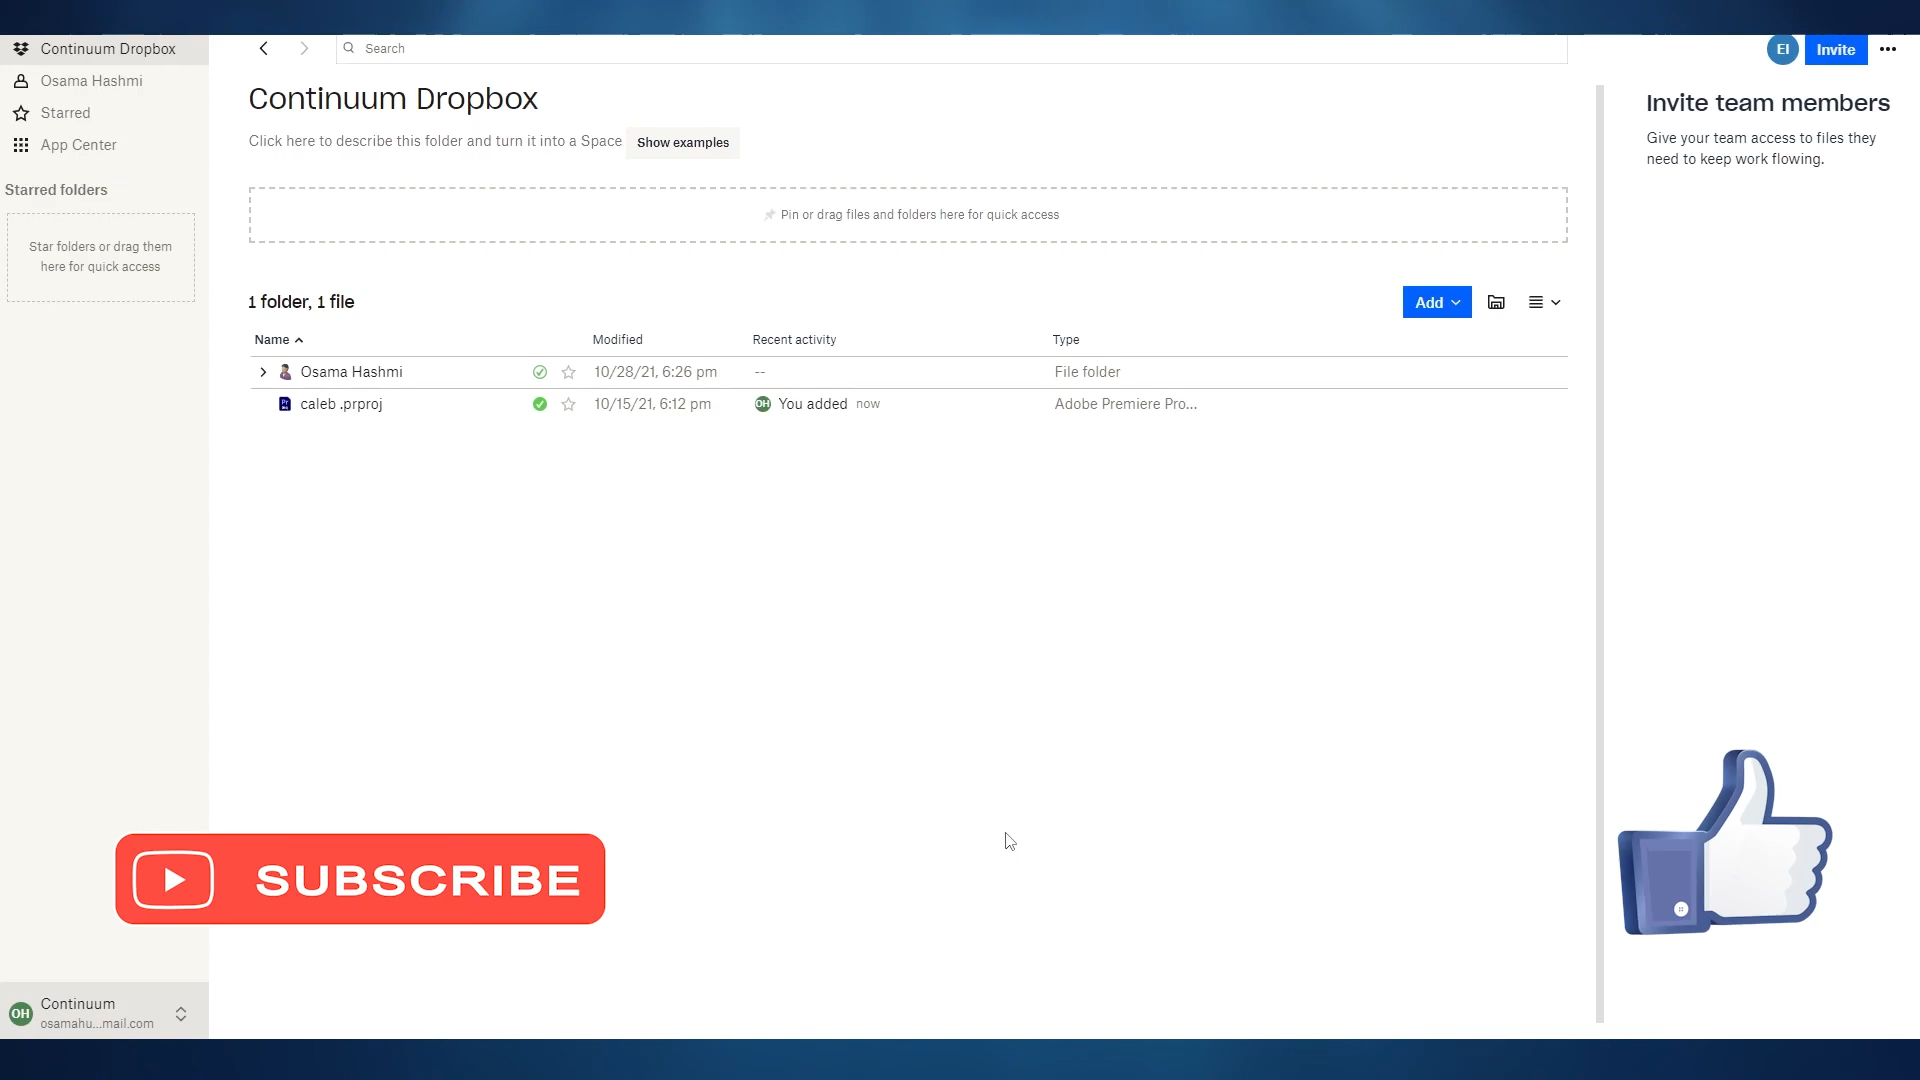 Continuum Dropbox
Osama Hashmi
Starred
App Center
Starred folders
Star folders or drag them
here for quick access
Search
EI
Invite
Continuum Dropbox
Click here to describe this folder and turn it into a Space
Show examples
Pin or drag files and folders here for quick access
1 folder, 1 file
Add
Name
Modified
Recent activity
Type
Osama Hashmi
10/28/21, 6:26 pm
--
File folder
Pr
caleb .prproj
10/15/21, 6:12 pm
OH
You added now
Adobe Premiere Pro...
Invite team members
Give your team access to files they
need to keep work flowing.
SUBSCRIBE
OH
Continuum
osamahu...mail.com